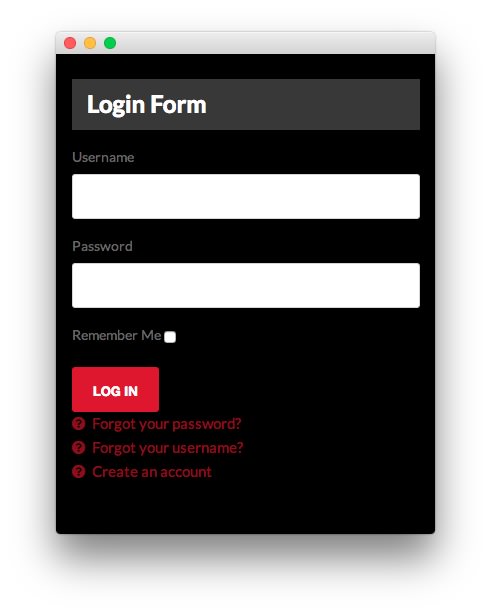 Login Form
Username
Password
Remember Me
LOG IN
Forgot your password?
Forgot your username?
Create an account